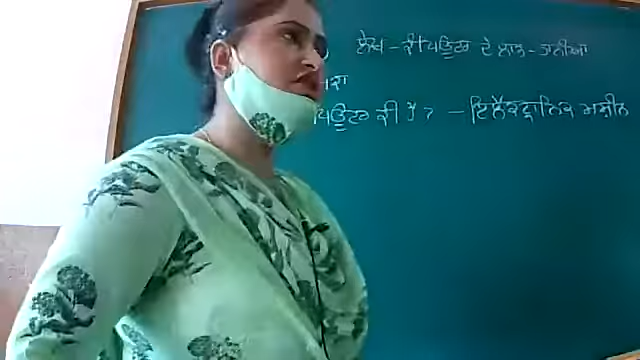 ਲੇਖ - ਕੰਪਿਊਟਰ ਦੇ ਲਾਭ - ਹਾਨੀਆਂ
ਕੀ ਹੈ ? - ਇਲੈਕਟ੍ਰਾਨਿਕ ਮਸ਼ੀਨ